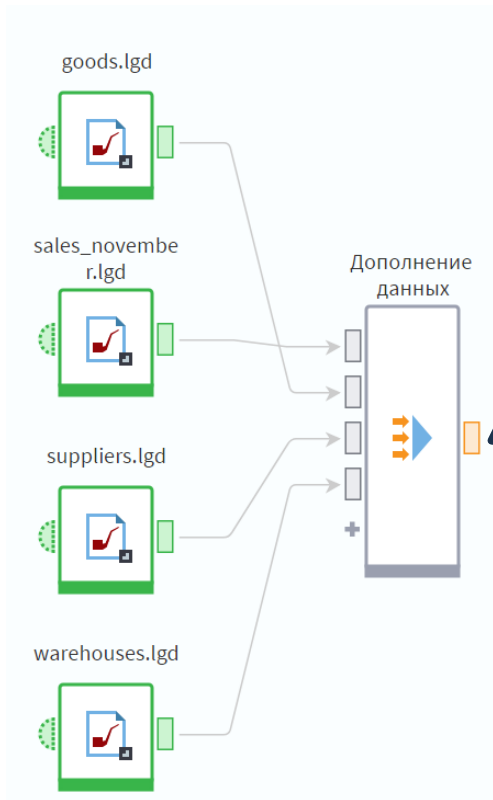 goods.lgd
sales_novembe
r.lgd
Дополнение
данных
suppliers.lgd
warehouses.lgd